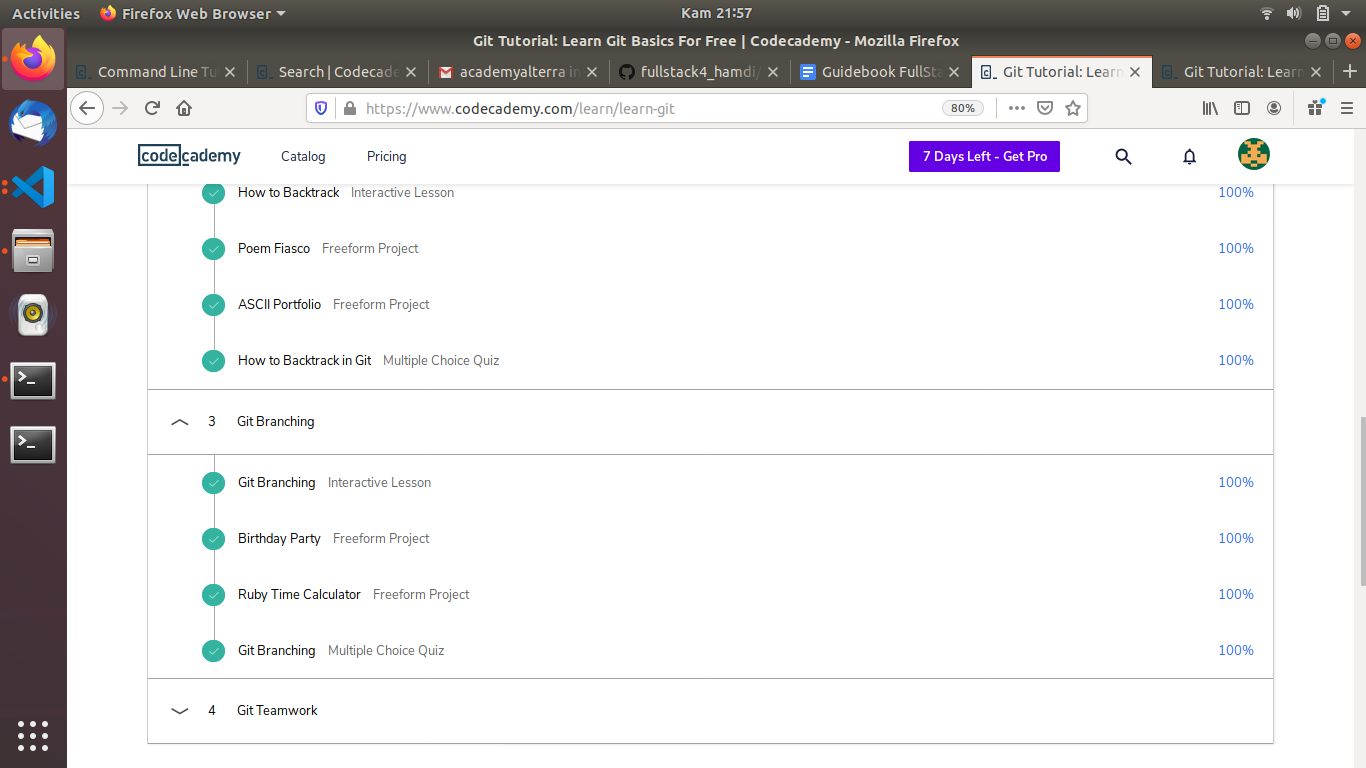 Activities Firefox Web Browser Kam 21:57
Git Tutorial: Learn Git Basics For Free | Codecademy - Mozilla Firefox
Command Line Tu Search | Codecade academyalterra in fullstack4_hamdi/ Guidebook FullSta Git Tutorial: Learn Git Tutorial: Learn
https://www.codecademy.com/learn/learn-git 80%
codecademy Catalog Pricing 7 Days Left - Get Pro
How to Backtrack Interactive Lesson 100%
Poem Fiasco Freeform Project 100%
ASCII Portfolio Freeform Project 100%
How to Backtrack in Git Multiple Choice Quiz 100%
3 Git Branching
Git Branching Interactive Lesson 100%
Birthday Party Freeform Project 100%
Ruby Time Calculator Freeform Project 100%
Git Branching Multiple Choice Quiz 100%
4 Git Teamwork